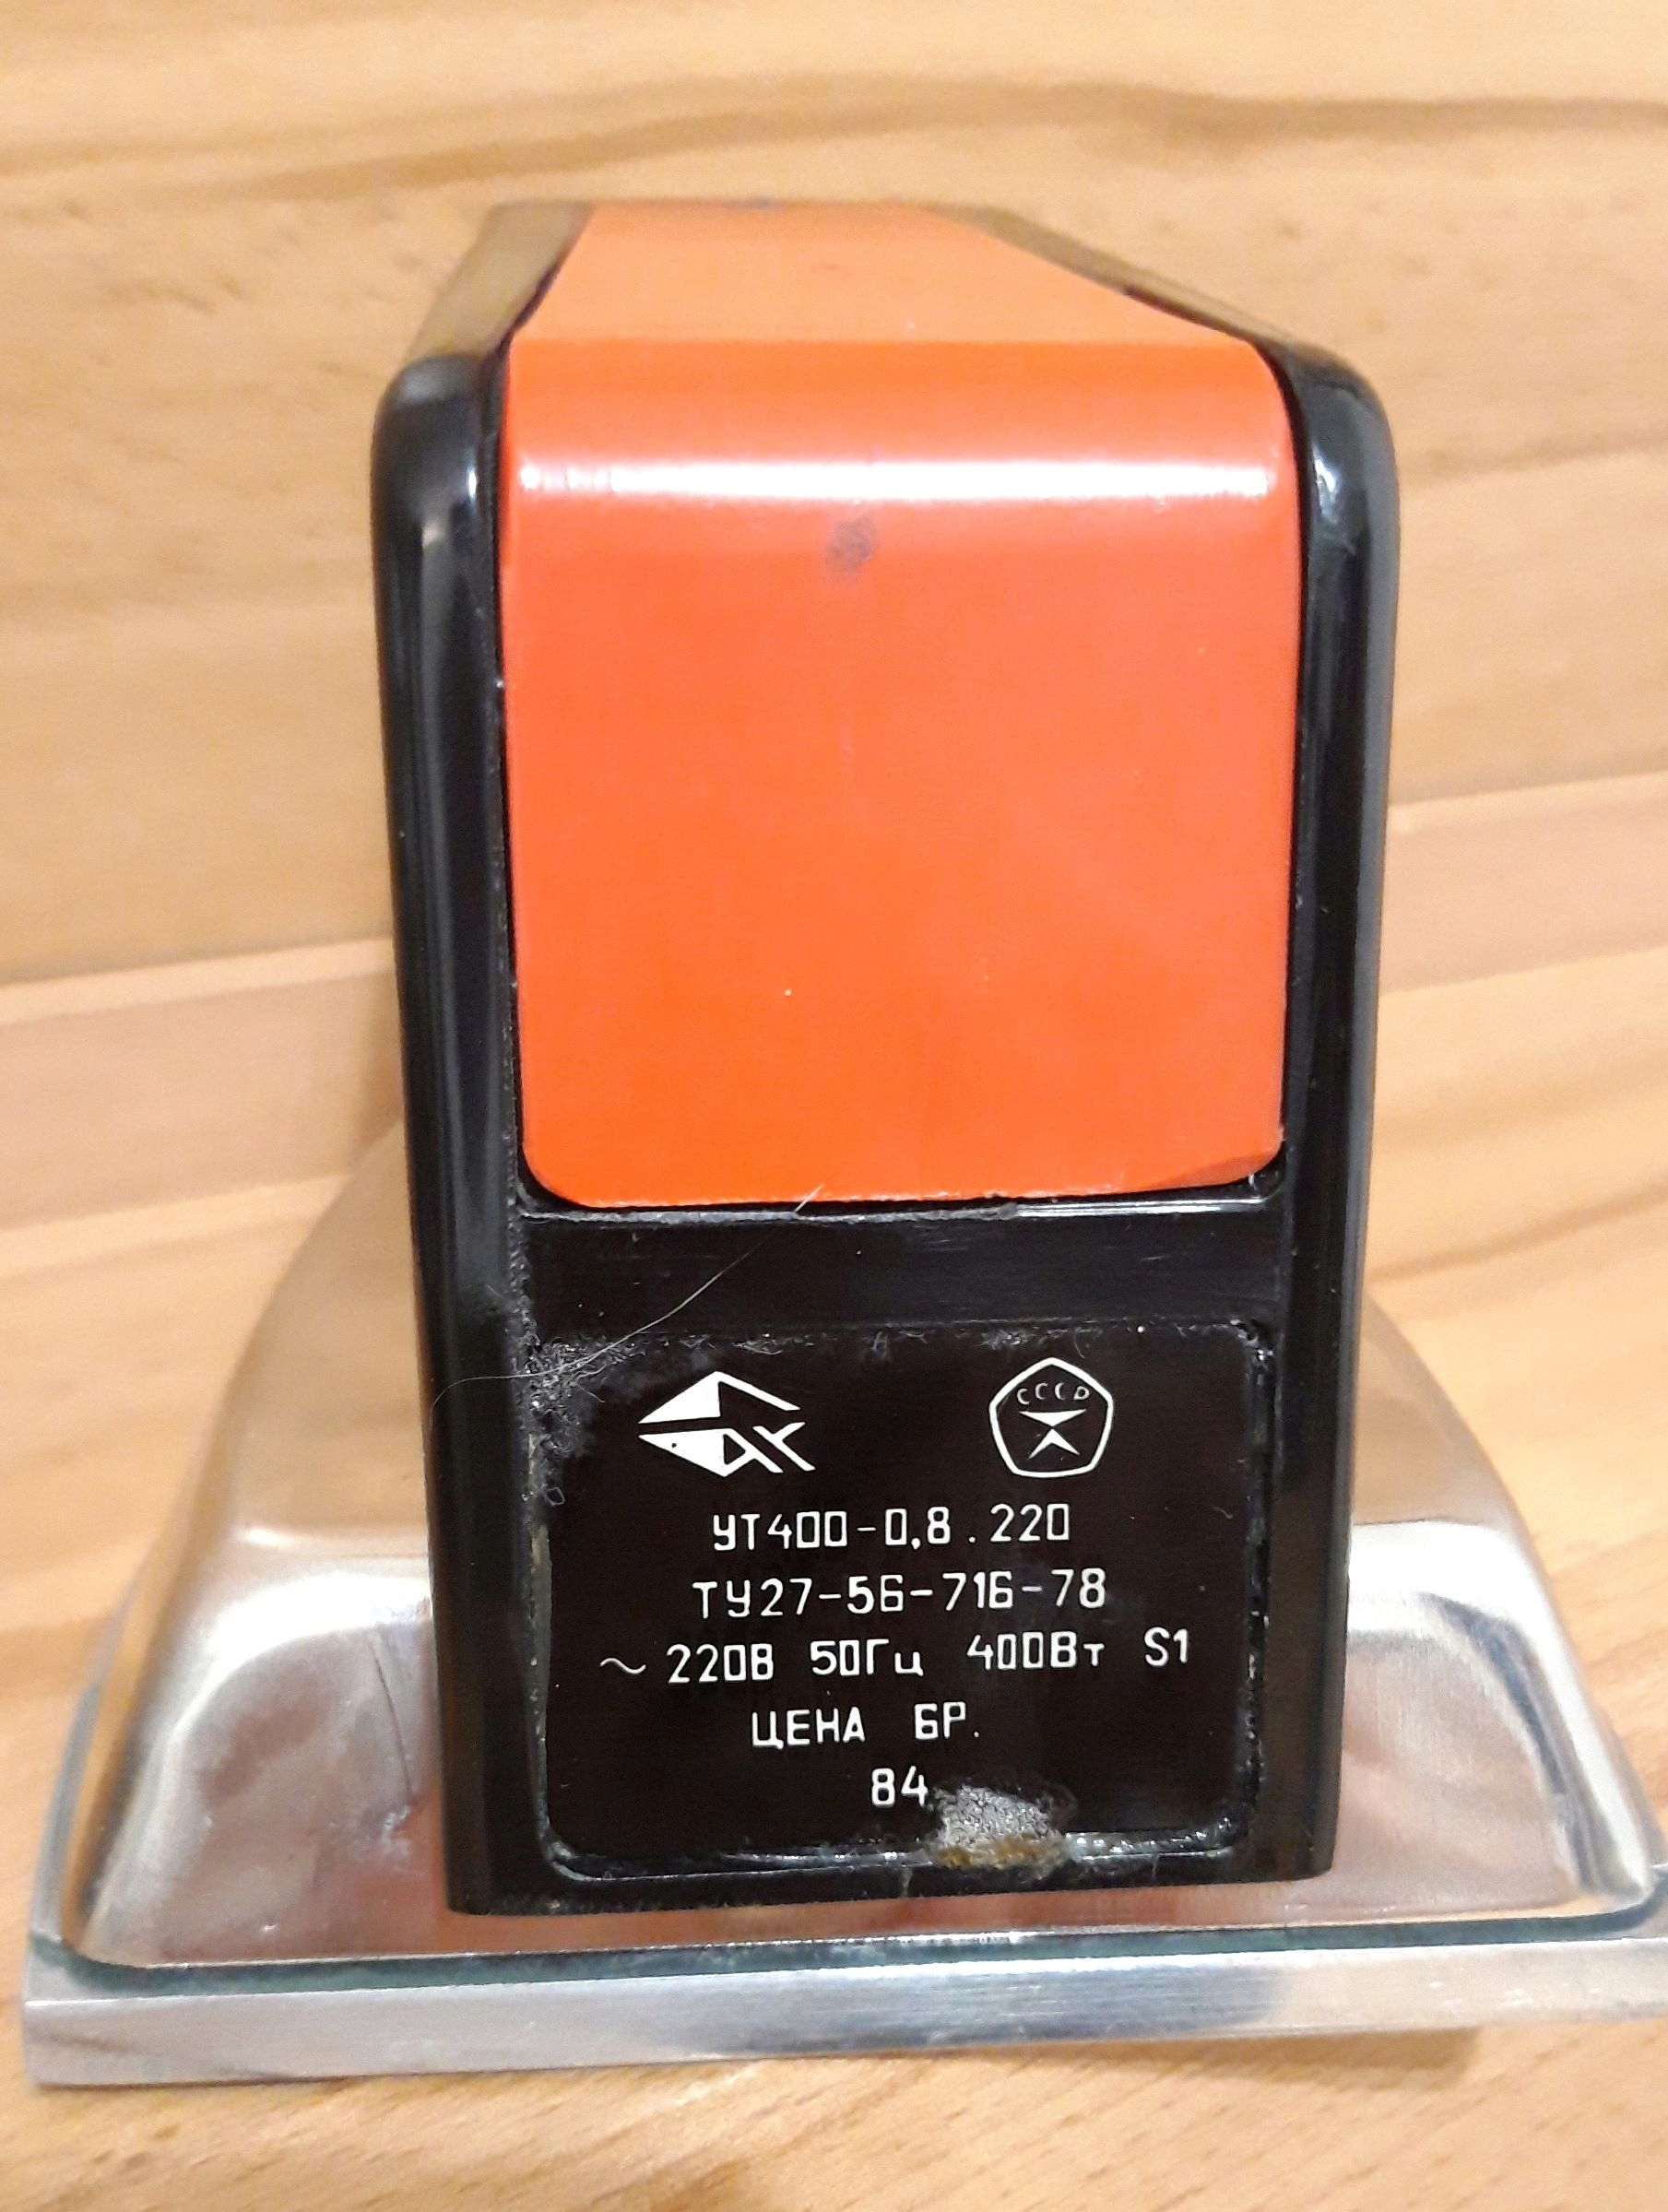 СССР
УТ400-0,8.220
ТУ27-56-716-78
~220В 50Гц 400Вт S1
ЦЕНА 6Р.
84